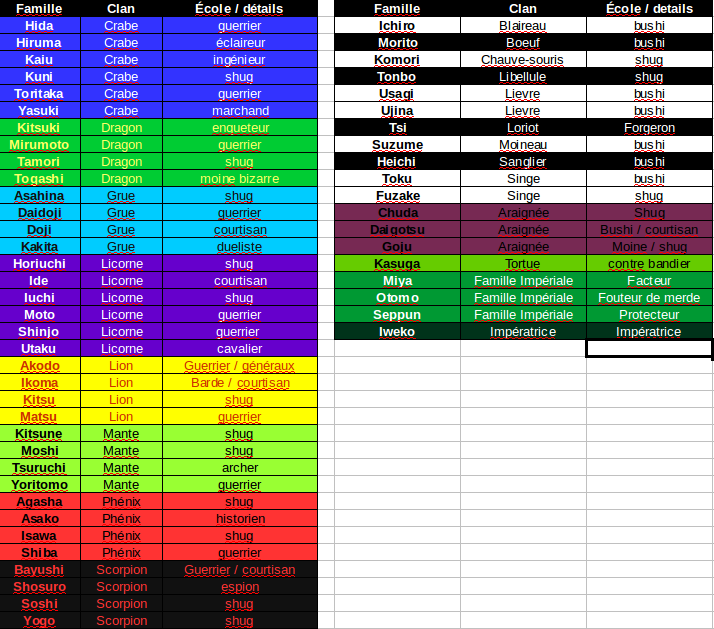 Famille Clan École / détails
Hida Crabe guerrier
Hiruma Crabe éclaireur
Kaiu Crabe ingénieur
Kuni Crabe shug
Toritaka Crabe guerrier
Yasuki Crabe marchand
Kitsuki Dragon enqueteur
Mirumoto Dragon guerrier
Tamori Dragon shug
Togashi Dragon moine bizarre
Asahina Grue shug
Daidoji Grue guerrier
Doji Grue courtisan
Kakita Grue dueliste
Horiuchi Licorne shug
Ide Licorne courtisan
Iuchi Licorne shug
Moto Licorne guerrier
Shinjo Licorne guerrier
Utaku Licorne cavalier
Akodo Lion Guerrier / généraux
Ikoma Lion Barde / courtisan
Kitsu Lion shug
Matsu Lion guerrier
Kitsune Mante shug
Moshi Mante shug
Tsuruchi Mante archer
Yoritomo Mante guerrier
Agasha Phénix shug
Asako Phénix historien
Isawa Phénix shug
Shiba Phénix guerrier
Bayushi Scorpion Guerrier / courtisan
Shosuro Scorpion espion
Soshi Scorpion shug
Yogo Scorpion shug
Famille Clan École / details
Ichiro Blaireau bushi
Morito Boeuf bushi
Komori Chauve-souris shug
Tonbo Libellule shug
Usagi Lievre bushi
Ujina Lievre bushi
Tsi Loriot Forgeron
Suzume Moineau bushi
Heichi Sanglier bushi
Toku Singe bushi
Fuzake Singe shug
Chuda Araignée Shug
Daigotsu Araignée Bushi / courtisan
Goju Araignée Moine / shug
Kasuga Tortue contre bandier
Miya Famille Impériale Facteur
Otomo Famille Impériale Fouteur de merde
Seppun Famille Impériale Protecteur
Iweko Impératrice Impératrice